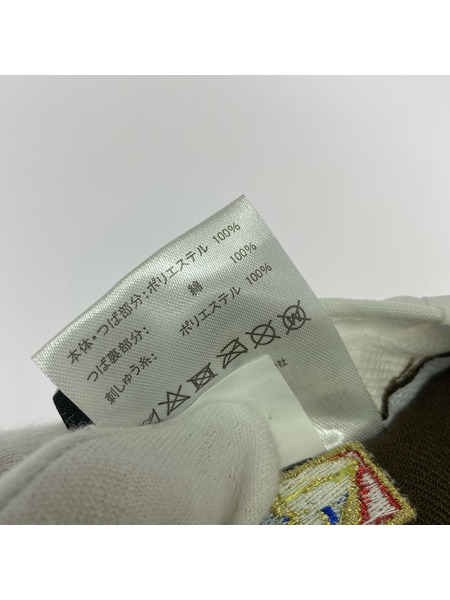 本体・つば部分：ポリエステル 100%
つば裏部分： 綿 100%
刺しゅう糸： ポリエステル 100%
社